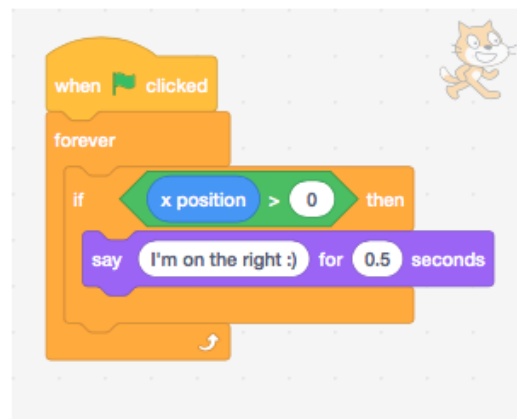 when clicked
forever
if x position > 0 then
say I'm on the right :) for 0.5 seconds